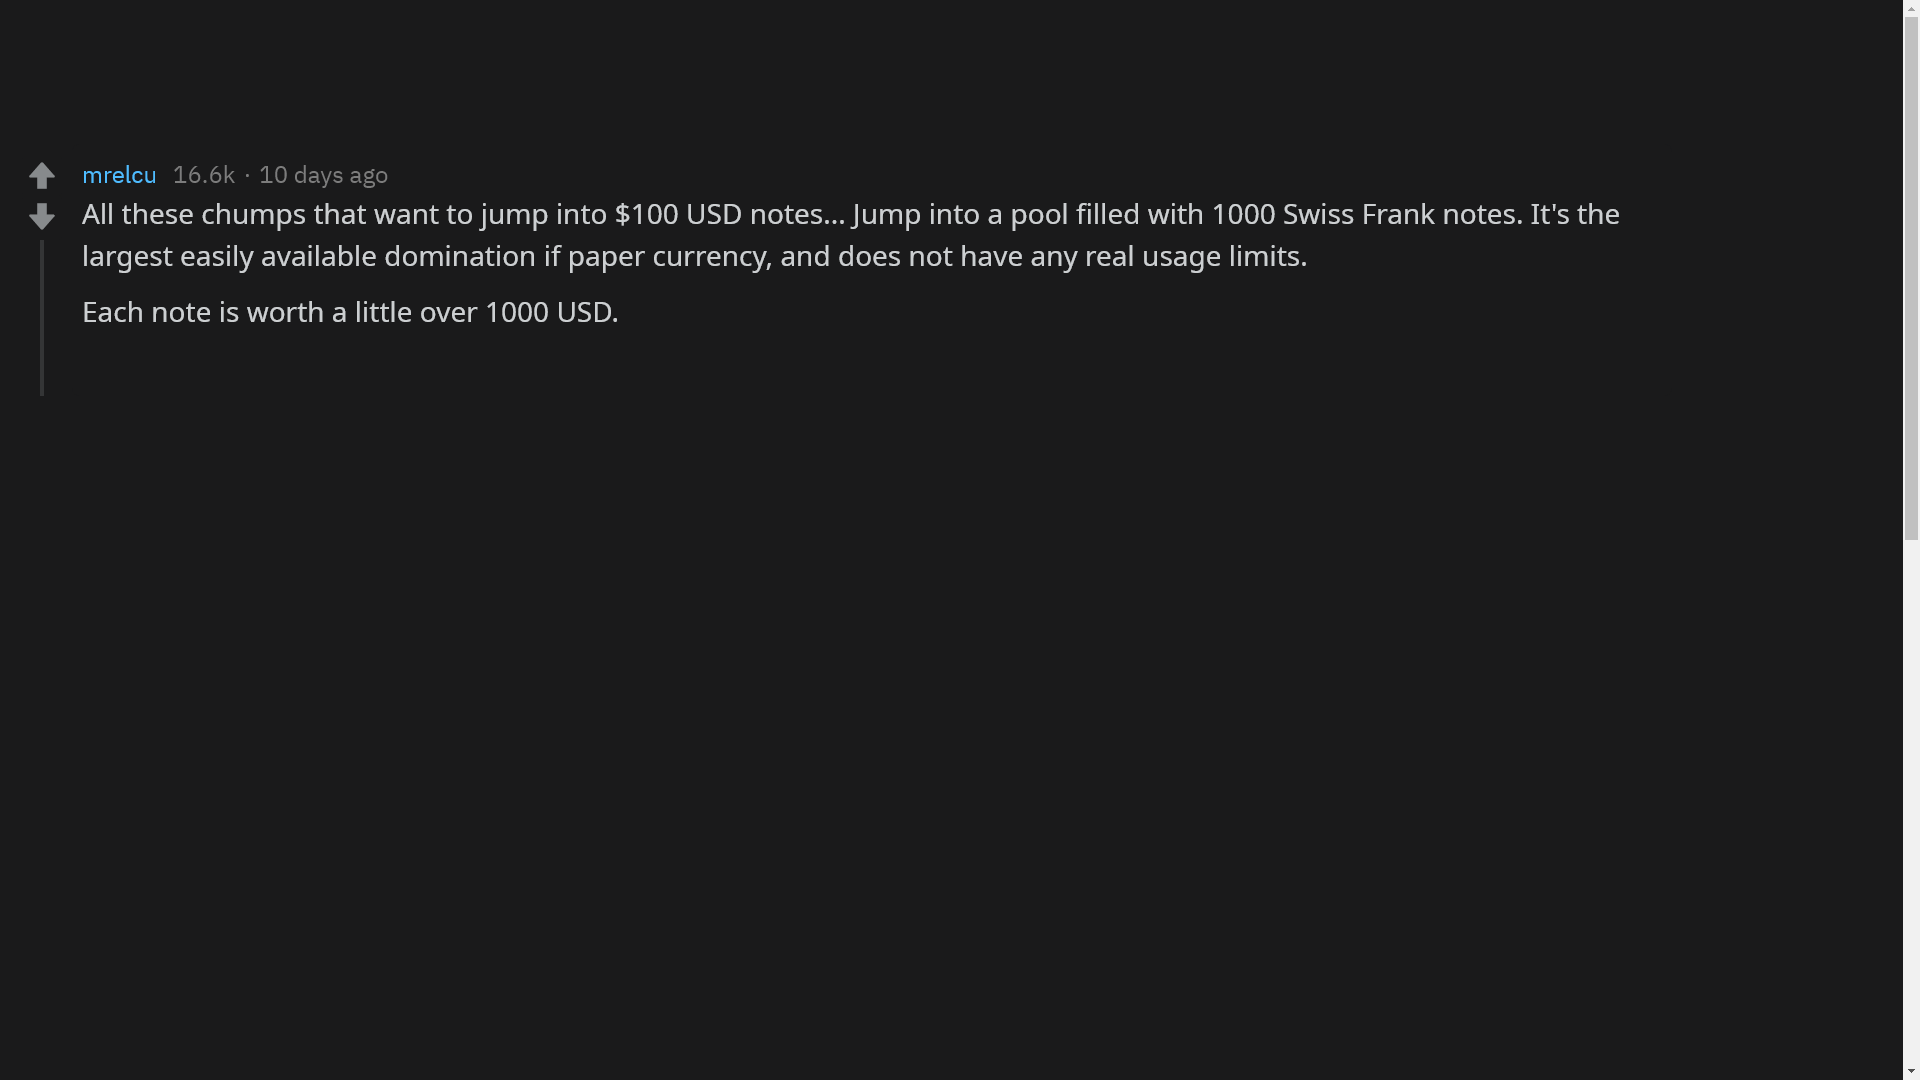 mrelcu 16.6k · 10 days ago
All these chumps that want to jump into $100 USD notes... Jump into a pool filled with 1000 Swiss Frank notes. It's the
largest easily available domination if paper currency, and does not have any real usage limits.
Each note is worth a little over 1000 USD.